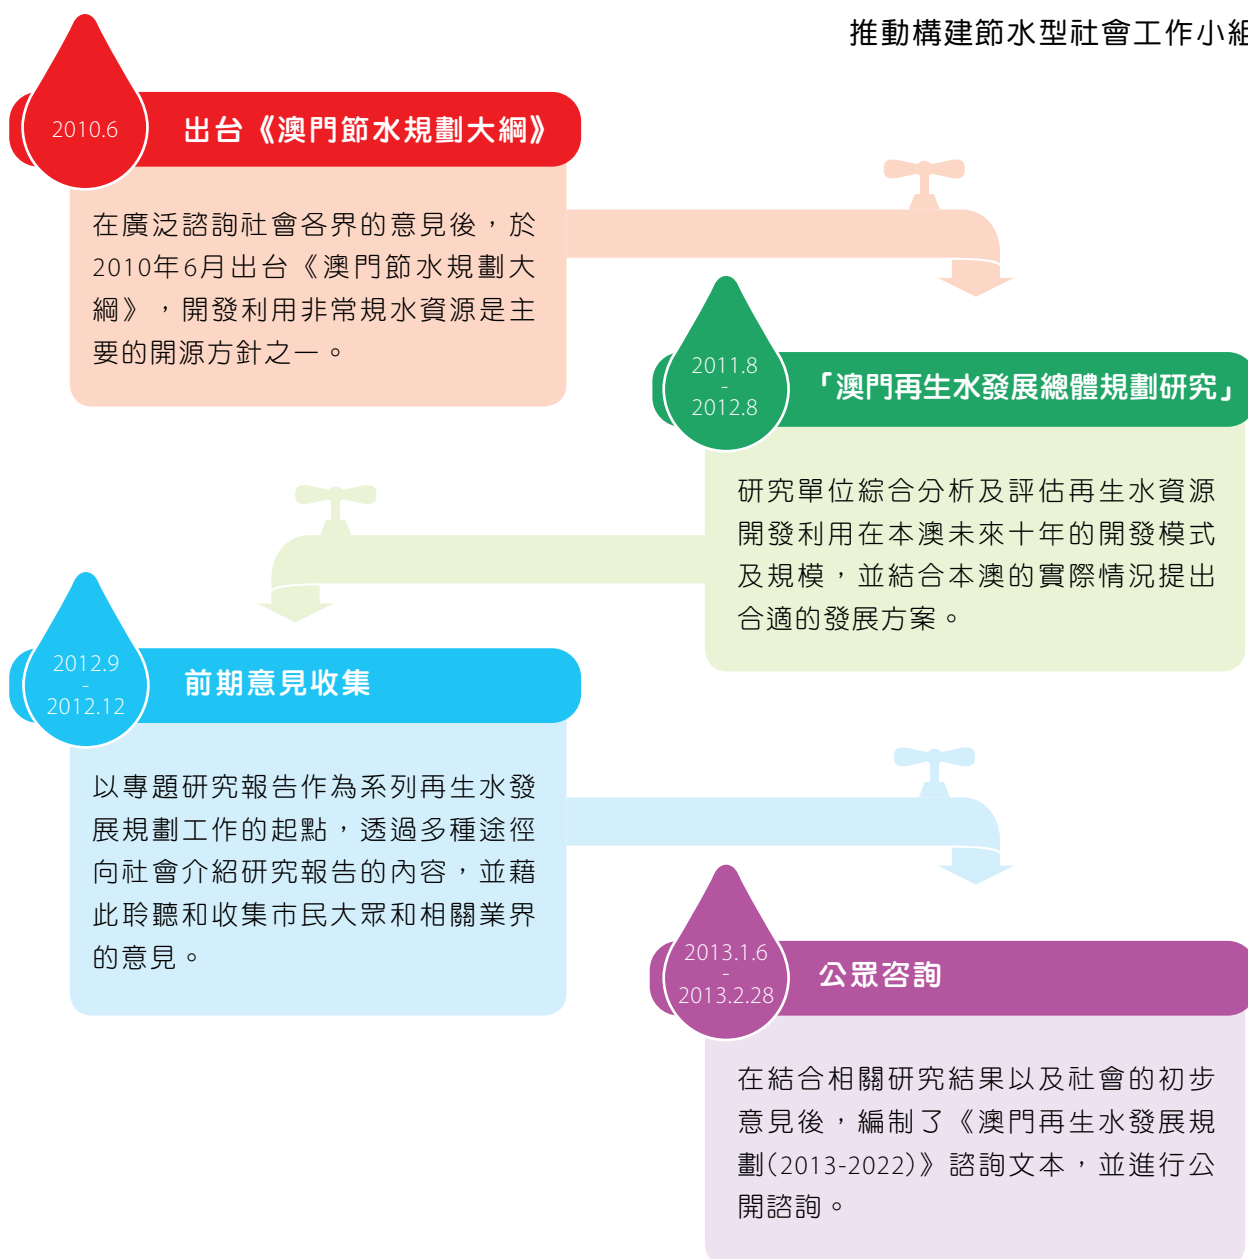 推動構建節水型社會工作小組
2010.6
出台《澳門節水規劃大綱》
在廣泛諮詢社會各界的意見後，於
2010年6月出台《澳門節水規劃大
綱》，開發利用非常規水資源是主
要的開源方針之一。
2011.8
-
2012.8
「澳門再生水發展總體規劃研究」
研究單位綜合分析及評估再生水資源
開發利用在本澳未來十年的開發模式
及規模，並結合本澳的實際情況提出
合適的發展方案。
2012.9
-
2012.12
前期意見收集
以專題研究報告作為系列再生水發
展規劃工作的起點，透過多種途徑
向社會介紹研究報告的內容，並藉
此聆聽和收集市民大眾和相關業界
的意見。
2013.1.6
-
2013.2.28
公眾咨詢
在結合相關研究結果以及社會的初步
意見後，編制了《澳門再生水發展規
劃(2013-2022)》諮詢文本，並進行公
開諮詢。